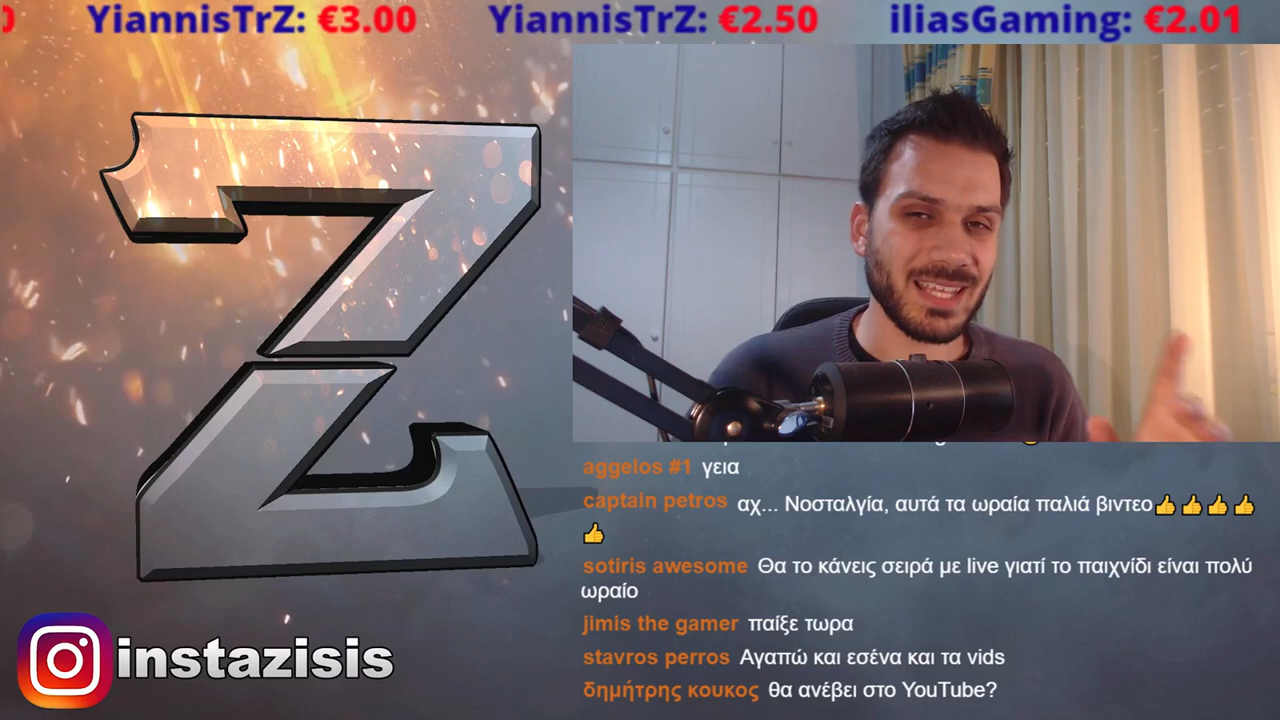 YiannisTrZ: €3.00 YiannisTrZ: €2.50 iliasGaming: €2.01
Z
aggelos #1 γεια
captain petros αχ... Νοσταλγία, αυτά τα ωραία παλιά βιντεο👍👍👍👍
👍
sotiris awesome Θα το κάνεις σειρά με live γιατί το παιχνίδι είναι πολύ
ωραίο
jimis the gamer παίξε τωρα
stavros perros Αγαπώ και εσένα και τα vids
δημήτρης κουκος θα ανέβει στο YouTube?
instazisis